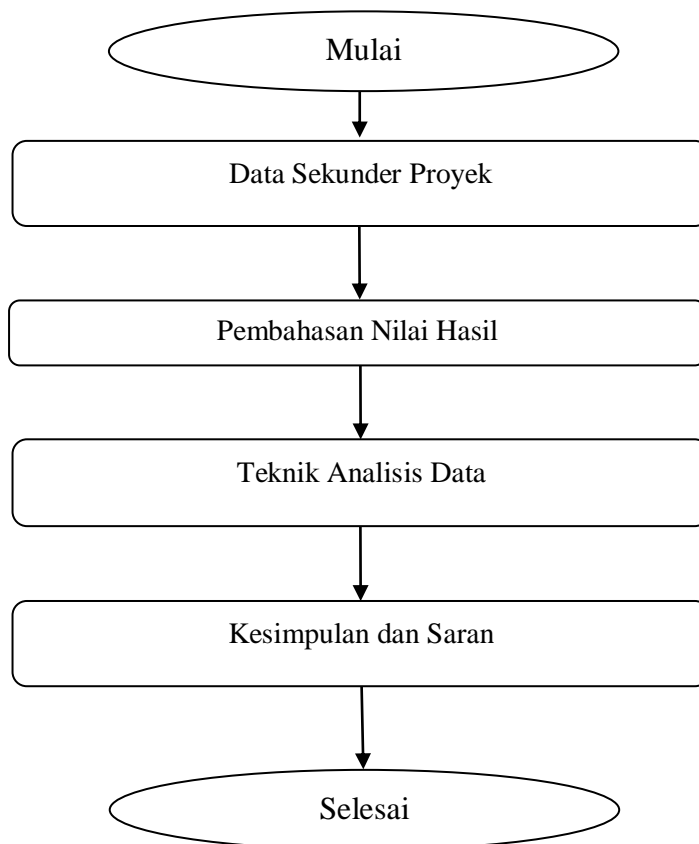 Mulai
Data Sekunder Proyek
Pembahasan Nilai Hasil
Teknik Analisis Data
Kesimpulan dan Saran
Selesai